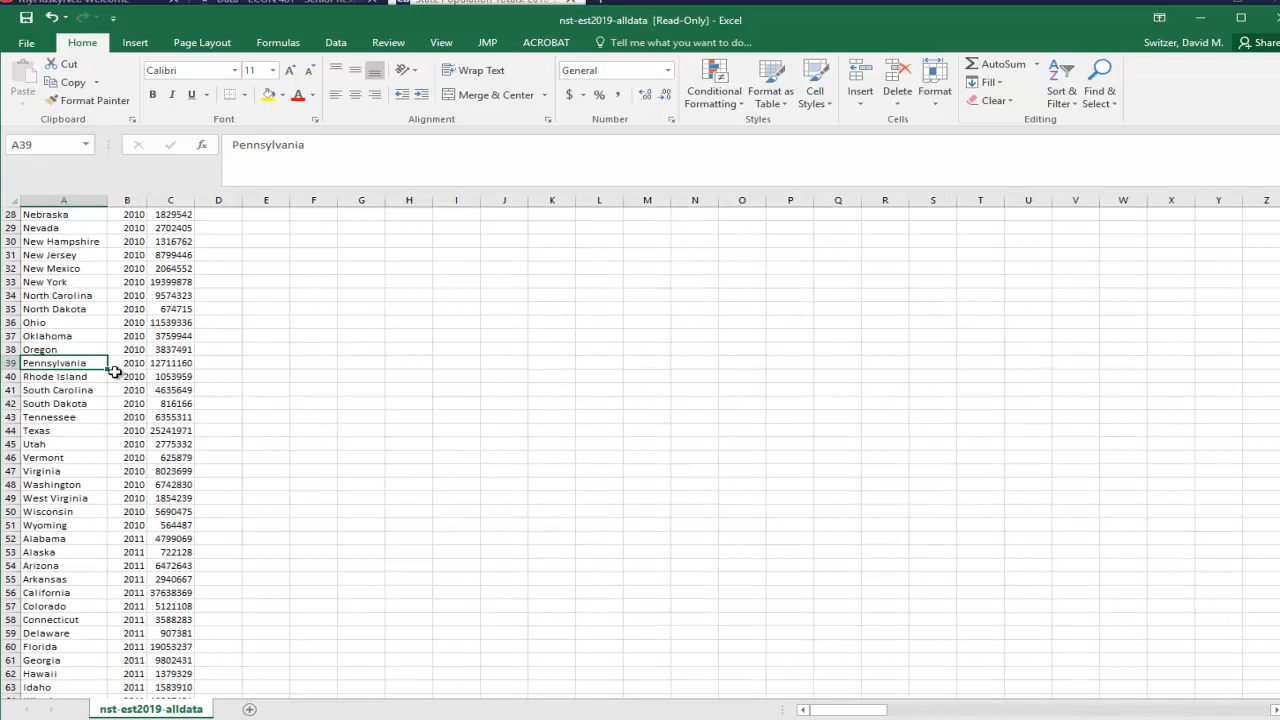 nst-est2019-alldata [Read-Only] - Excel
File Home Insert Page Layout Formulas Data Review View JMP ACROBAT Tell me what you want to do... Switzer, David M. Share
Cut
Copy
Format Painter
Paste
Clipboard
Calibri 11
B I U
Font
Wrap Text
Merge & Center
Alignment
General
$ % ,
Number
Conditional Formatting
Format as Table
Cell Styles
Styles
Insert Delete Format
Cells
AutoSum
Fill
Clear
Sort & Filter
Find & Select
Editing
A39 fx Pennsylvania
A B C D E F G H I J K L M N O P Q R S T U V W X Y Z
28 Nebraska 2010 1829542
29 Nevada 2010 2702405
30 New Hampshire 2010 1316762
31 New Jersey 2010 8799446
32 New Mexico 2010 2064552
33 New York 2010 19399878
34 North Carolina 2010 9574323
35 North Dakota 2010 674715
36 Ohio 2010 11539336
37 Oklahoma 2010 3759944
38 Oregon 2010 3837491
39 Pennsylvania 2010 12711160
40 Rhode Island 2010 1053959
41 South Carolina 2010 4635649
42 South Dakota 2010 816166
43 Tennessee 2010 6355311
44 Texas 2010 25241971
45 Utah 2010 2775332
46 Vermont 2010 625879
47 Virginia 2010 8023699
48 Washington 2010 6742830
49 West Virginia 2010 1854239
50 Wisconsin 2010 5690475
51 Wyoming 2010 564487
52 Alabama 2011 4799069
53 Alaska 2011 722128
54 Arizona 2011 6472643
55 Arkansas 2011 2940667
56 California 2011 37638369
57 Colorado 2011 5121108
58 Connecticut 2011 3588283
59 Delaware 2011 907381
60 Florida 2011 19053237
61 Georgia 2011 9802431
62 Hawaii 2011 1379329
63 Idaho 2011 1583910
nst-est2019-alldata